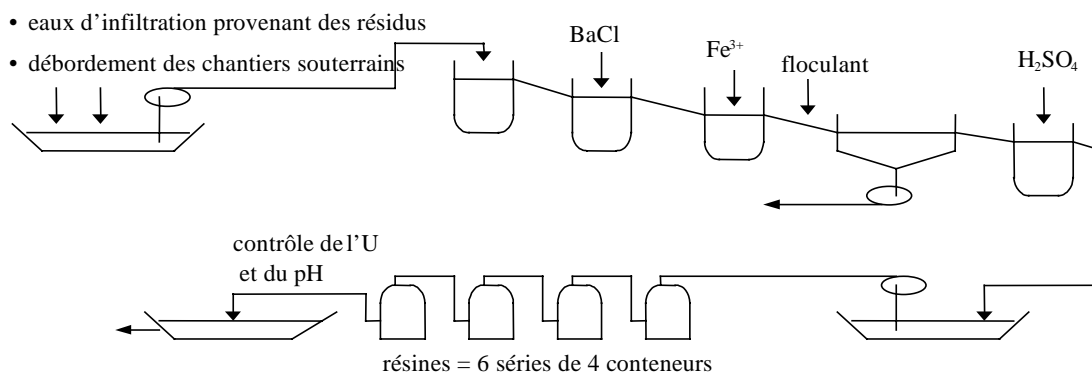 • eaux d’infiltration provenant des résidus
• débordement des chantiers souterrains
BaCl
Fe³⁺
floculant
H₂SO₄
contrôle de l’U
et du pH
résines = 6 séries de 4 conteneurs